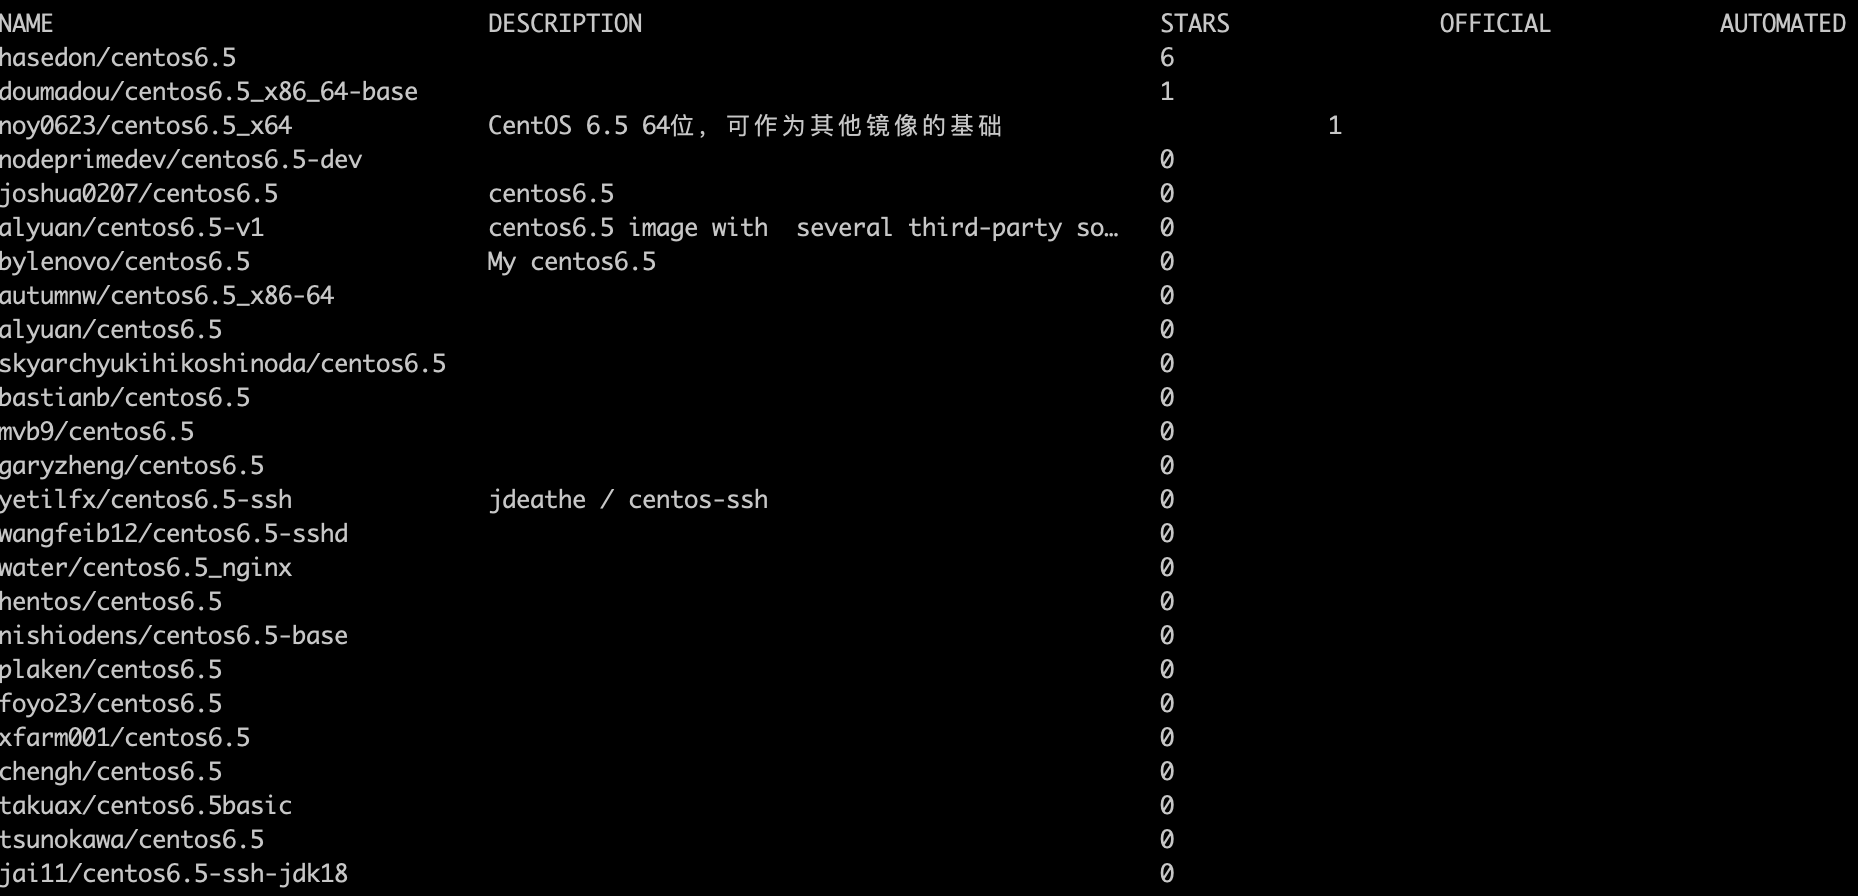 NAME DESCRIPTION STARS OFFICIAL AUTOMATED
hasedon/centos6.5 6
doumadou/centos6.5_x86_64-base 1
noy0623/centos6.5_x64 CentOS 6.5 64位，可作为其他镜像的基础 1
nodeprimedev/centos6.5-dev 0
joshua0207/centos6.5 centos6.5 0
alyuan/centos6.5-v1 centos6.5 image with  several third-party so… 0
bylenovo/centos6.5 My centos6.5 0
autumnw/centos6.5_x86-64 0
alyuan/centos6.5 0
skyarchyukihikoshinoda/centos6.5 0
bastianb/centos6.5 0
mvb9/centos6.5 0
garyzheng/centos6.5 0
yetilfx/centos6.5-ssh jdeathe / centos-ssh 0
wangfeib12/centos6.5-sshd 0
water/centos6.5_nginx 0
hentos/centos6.5 0
nishiodens/centos6.5-base 0
plaken/centos6.5 0
foyo23/centos6.5 0
xfarm001/centos6.5 0
chengh/centos6.5 0
takuax/centos6.5basic 0
tsunokawa/centos6.5 0
jai11/centos6.5-ssh-jdk18 0